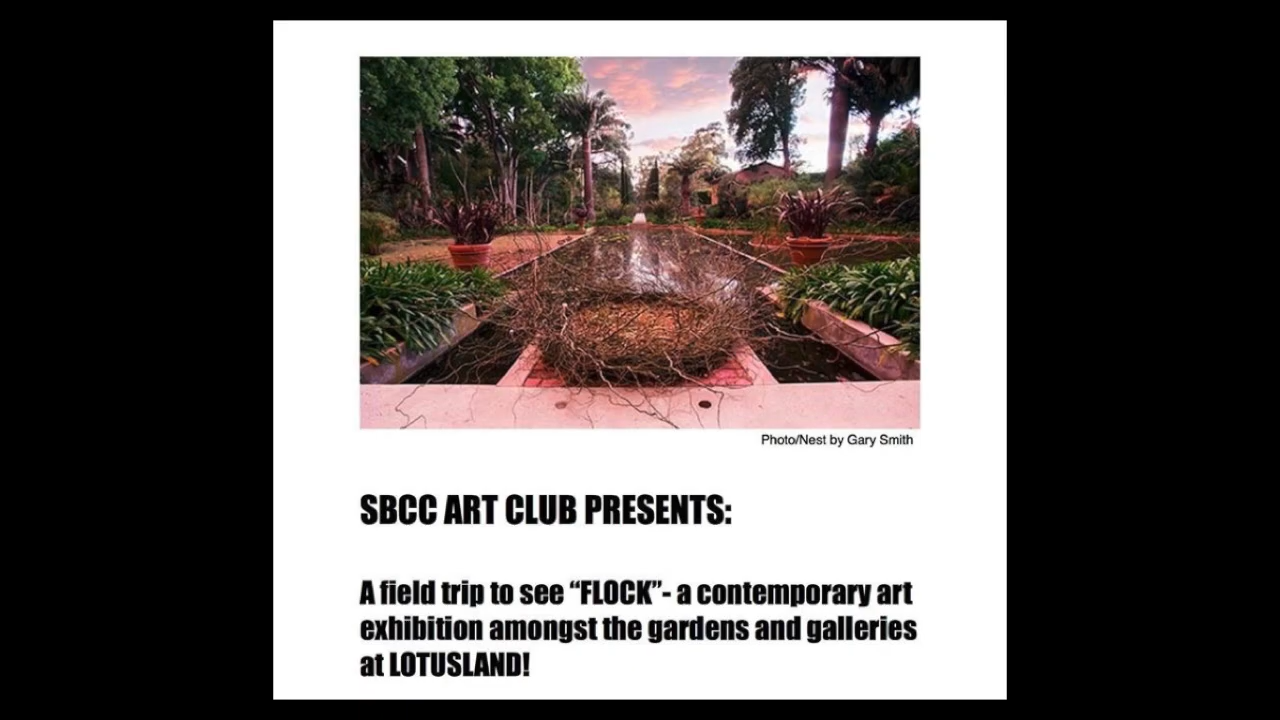 Photo/Nest by Gary Smith
SBCC ART CLUB PRESENTS:
A field trip to see “FLOCK”- a contemporary art
exhibition amongst the gardens and galleries
at LOTUSLAND!